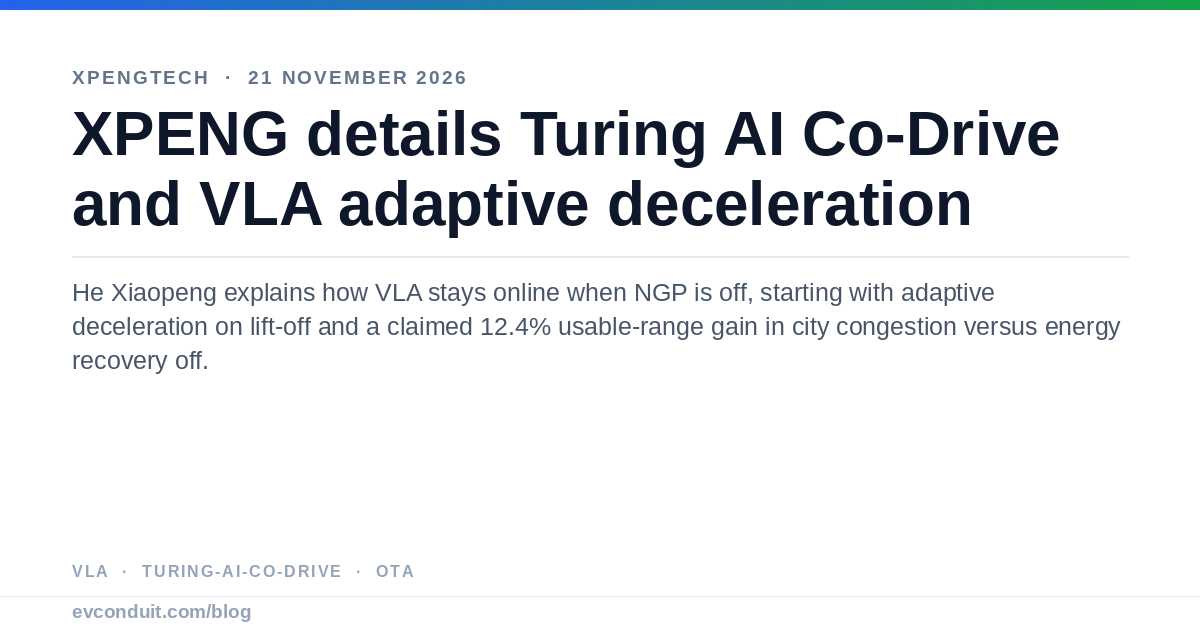 XPENGTECH · 21 NOVEMBER 2026
XPENG details Turing AI Co-Drive
and VLA adaptive deceleration
He Xiaopeng explains how VLA stays online when NGP is off, starting with adaptive
deceleration on lift-off and a claimed 12.4% usable-range gain in city congestion versus energy
recovery off.
VLA · TURING-AI-CO-DRIVE · OTA
evconduit.com/blog